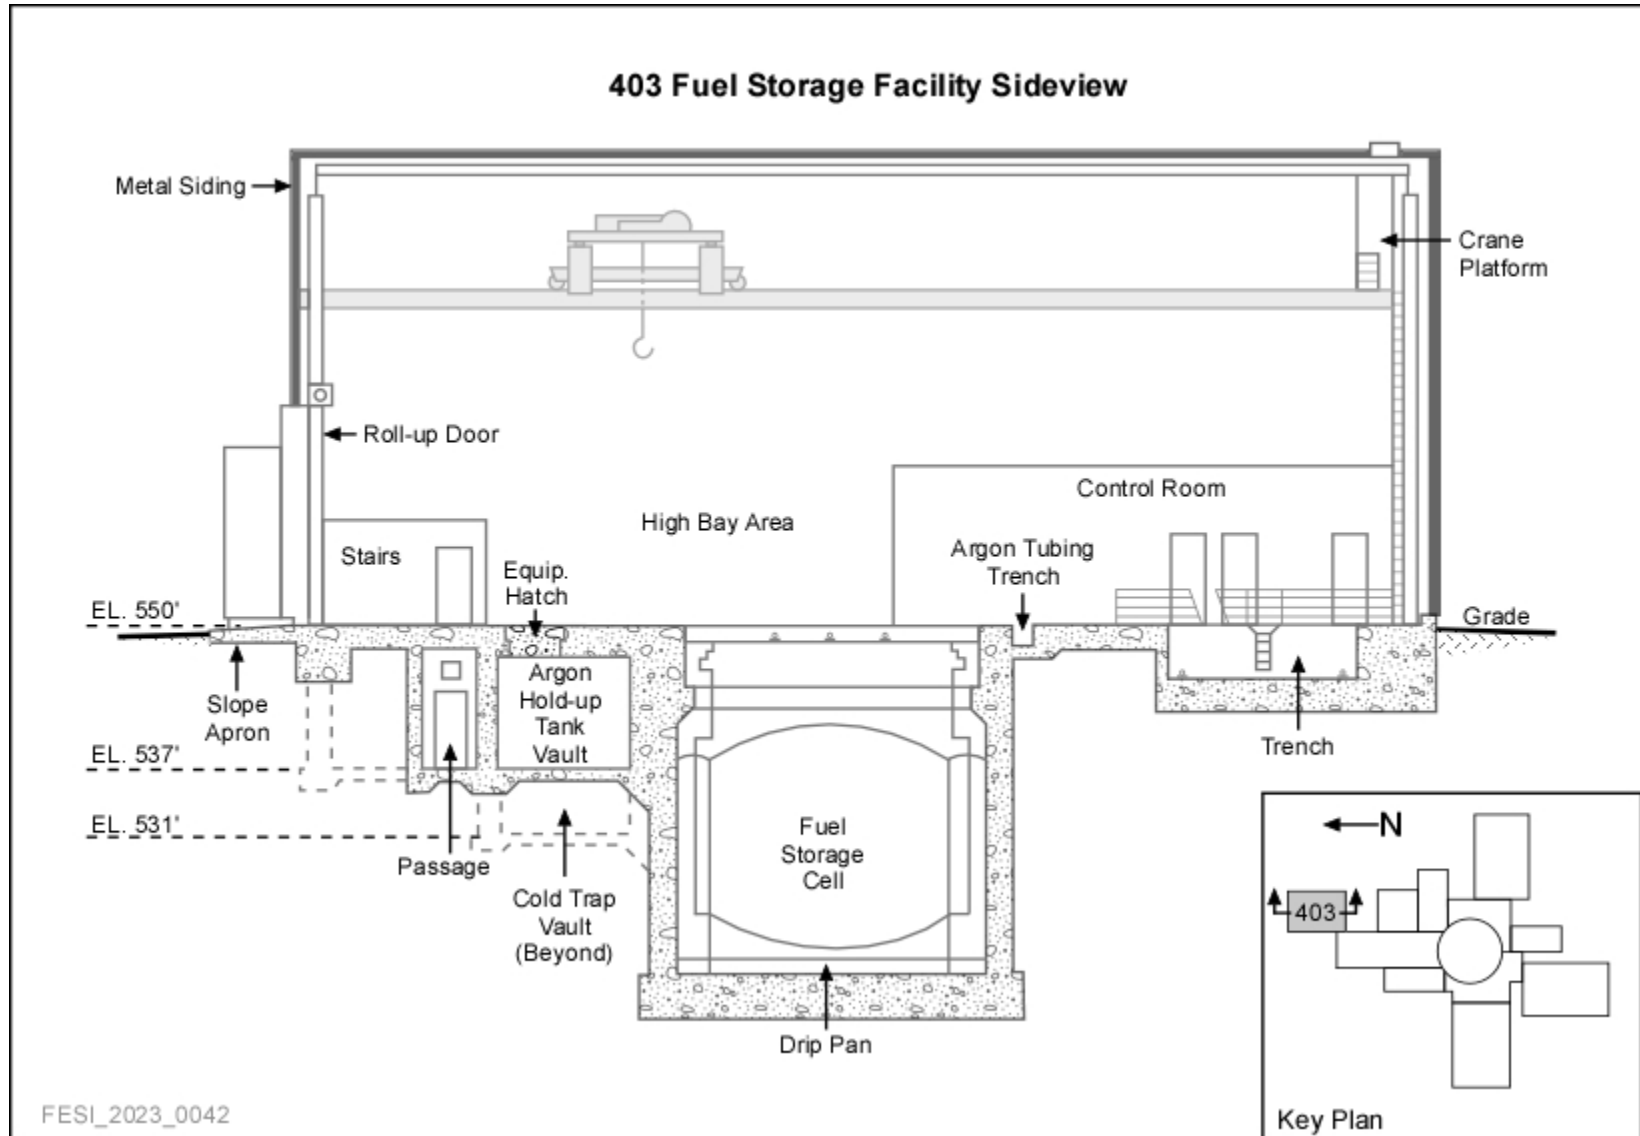 403 Fuel Storage Facility Sideview
Metal Siding
Crane
Platform
Roll-up Door
Control Room
High Bay Area
Stairs
Argon Tubing
Trench
Equip.
Hatch
EL. 550'
Grade
Argon
Hold-up
Tank
Vault
Slope
Apron
Trench
EL. 537'
EL. 531'
Fuel
Storage
Cell
Passage
Cold Trap
Vault
(Beyond)
Drip Pan
N
403
Key Plan
FESI_2023_0042